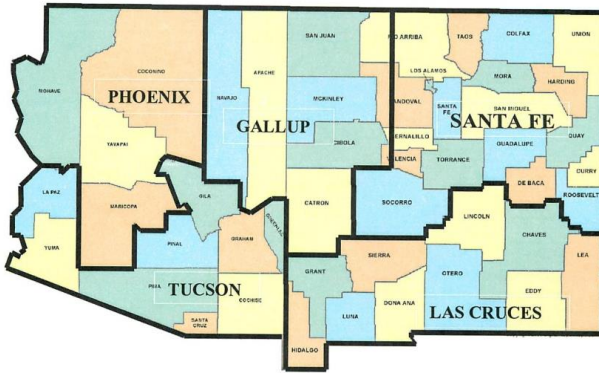 SAN JUAN
RIO ARRIBA
TAOS
COLFAX
UNION
MOHAVE
COCONINO
NAVAJO
APACHE
LOS ALAMOS
MORA
HARDING
PHOENIX
MCKINLEY
SANDOVAL
SANTA
FE
SAN MIGUEL
GALLUP
SANTA FE
YAVAPAI
CIBOLA
BERNALILLO
GUADALUPE
QUAY
VALENCIA
TORRANCE
LA PAZ
GILA
CURRY
DE BACA
MARICOPA
CATRON
SOCORRO
ROOSEVELT
LINCOLN
CHAVES
YUMA
PINAL
GRAHAM
GREENLEE
SIERRA
LEA
GRANT
OTERO
PIMA
TUCSON
COCHISE
DONA ANA
EDDY
LUNA
LAS CRUCES
SANTA
CRUZ
HIDALGO